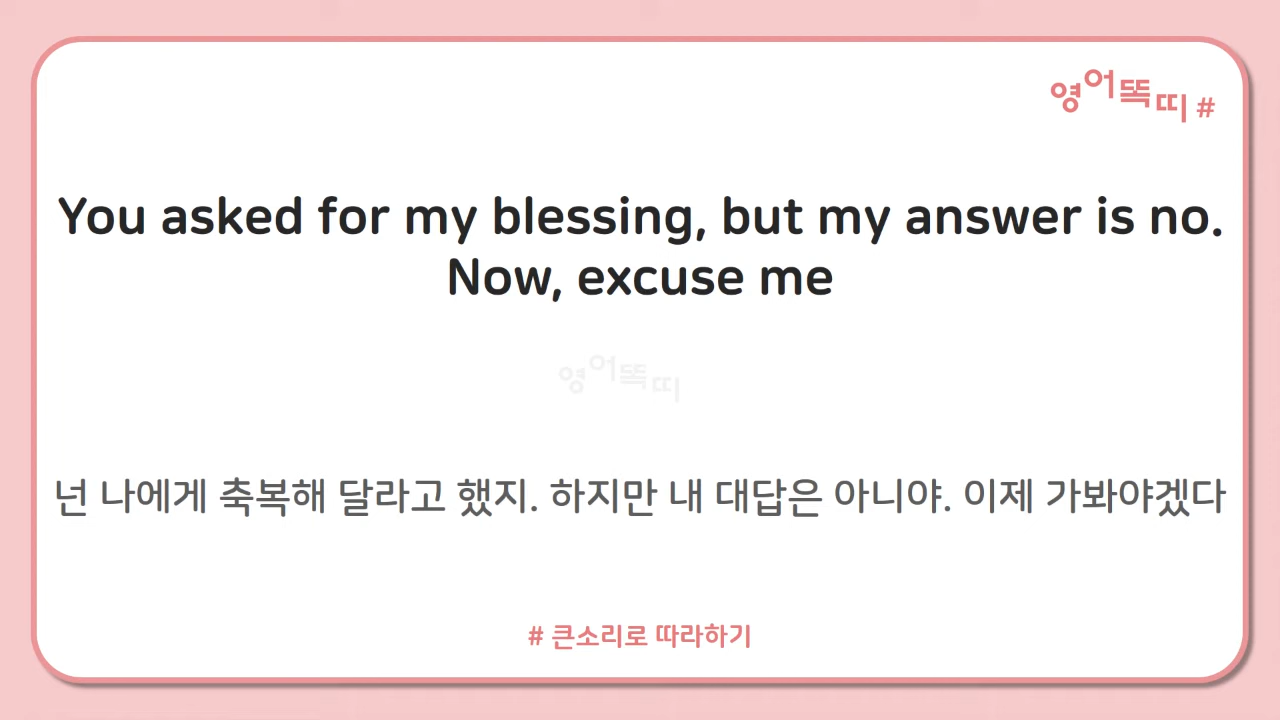 영어똑띠 #
You asked for my blessing, but my answer is no.
Now, excuse me
영어똑띠
넌 나에게 축복해 달라고 했지. 하지만 내 대답은 아니야. 이제 가봐야겠다
# 큰소리로 따라하기